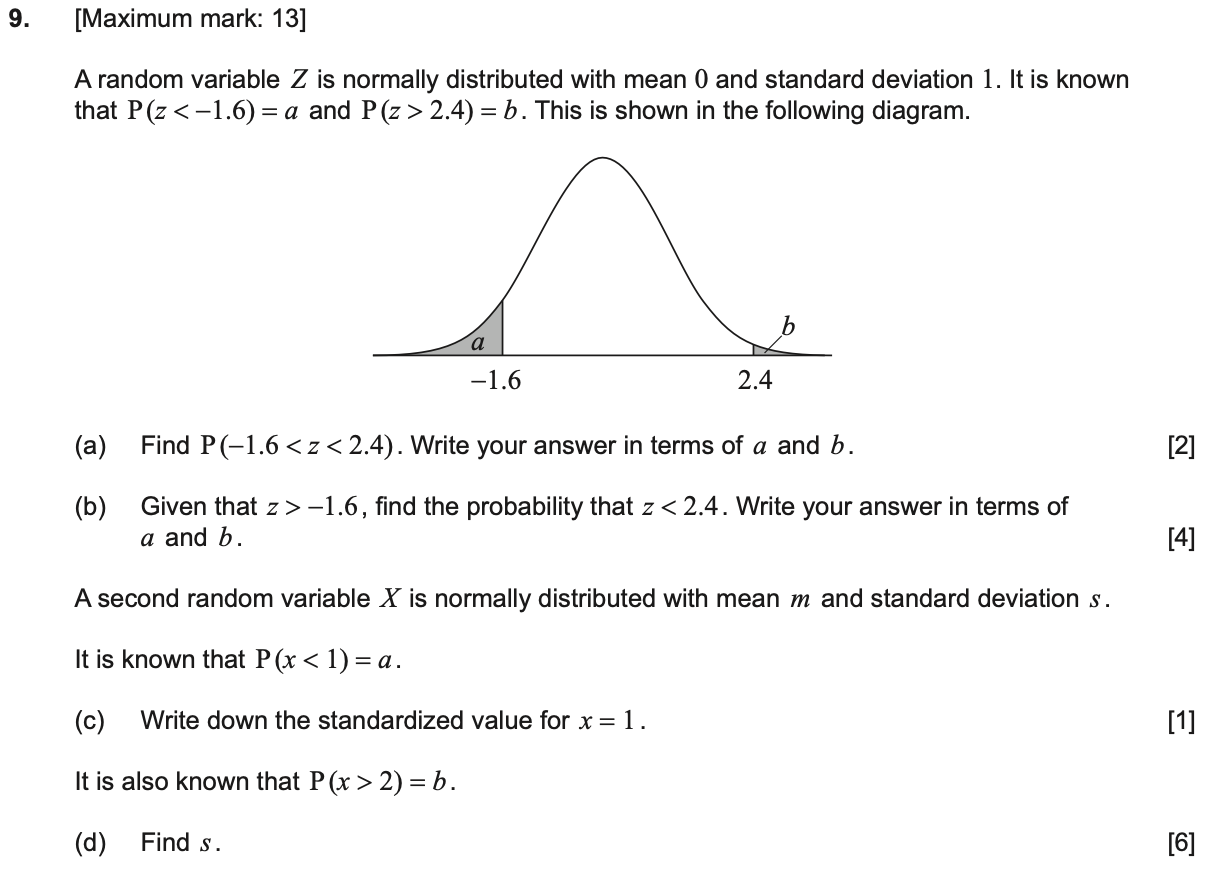 9. [Maximum mark: 13]
A random variable Z is normally distributed with mean 0 and standard deviation 1. It is known
that P(z < −1.6) = a and P(z > 2.4) = b. This is shown in the following diagram.
a
b
−1.6
2.4
(a) Find P(−1.6 < z < 2.4). Write your answer in terms of a and b. [2]
(b) Given that z > −1.6, find the probability that z < 2.4. Write your answer in terms of
a and b. [4]
A second random variable X is normally distributed with mean m and standard deviation s.
It is known that P(x < 1) = a.
(c) Write down the standardized value for x = 1. [1]
It is also known that P(x > 2) = b.
(d) Find s. [6]